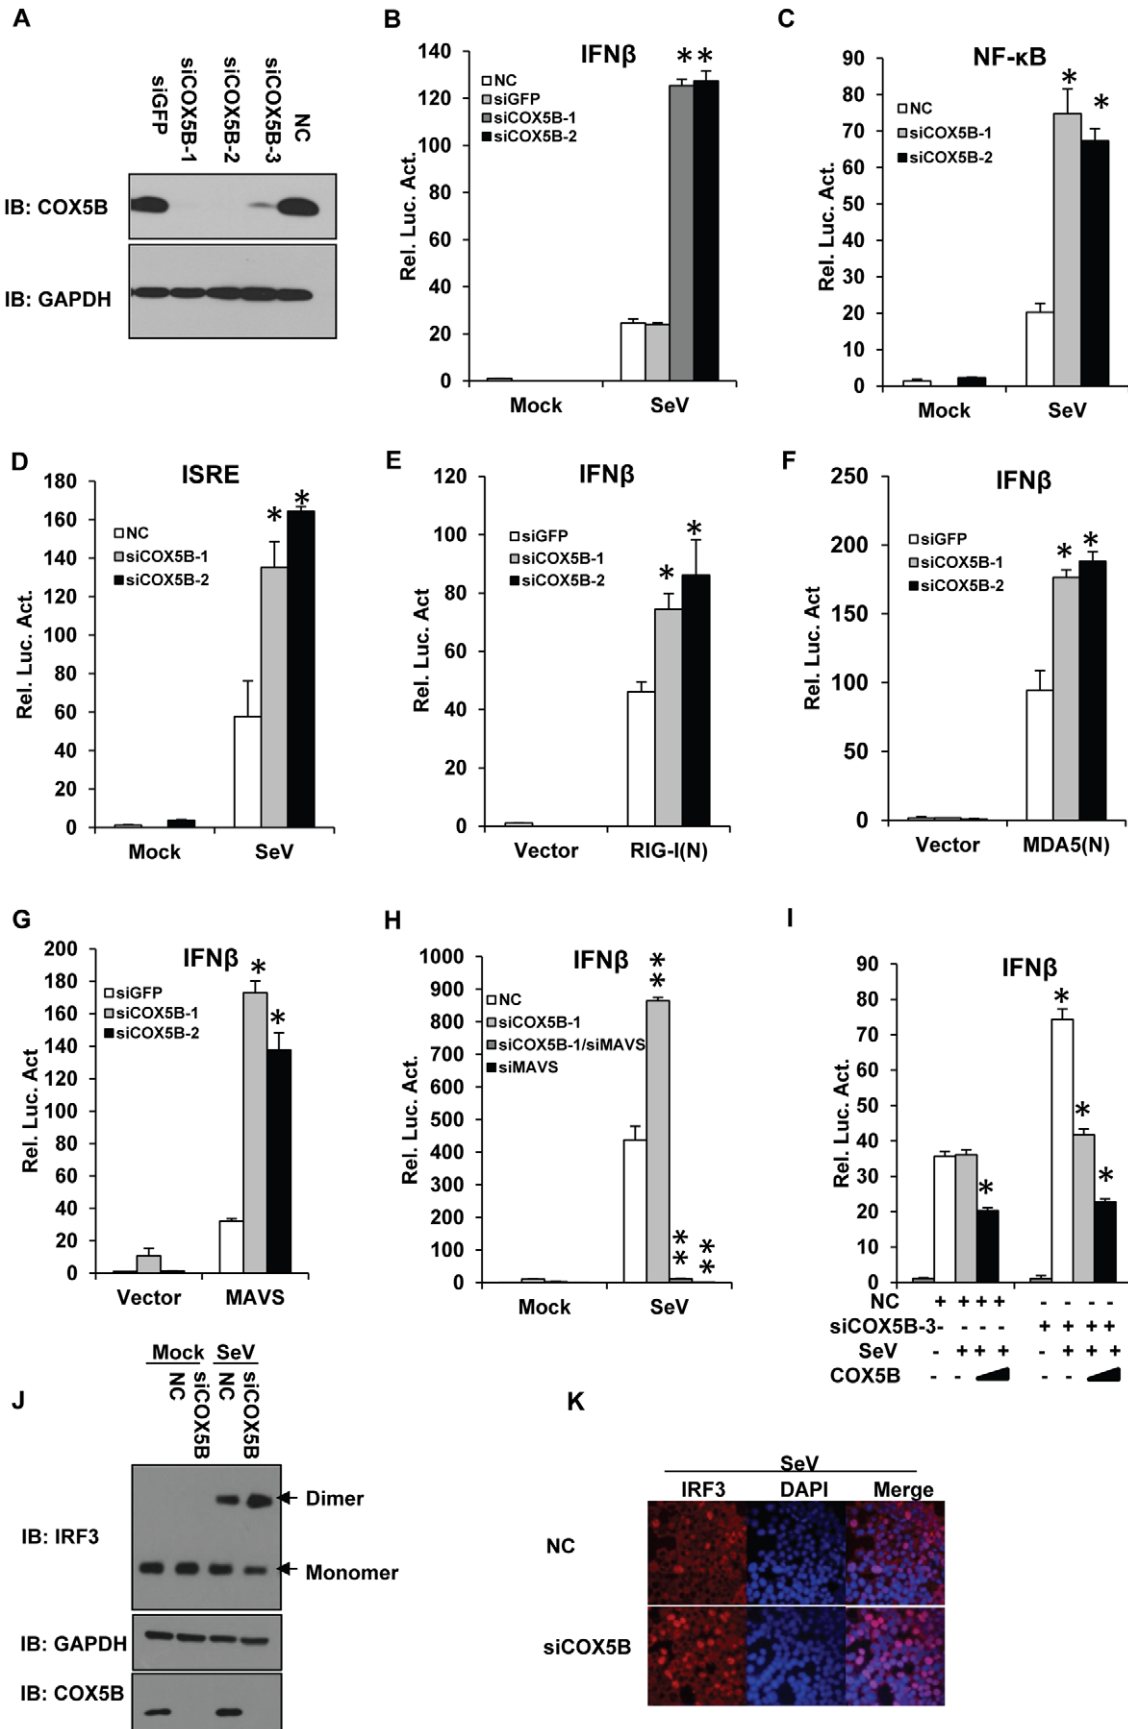 A
siGFP
siCOX5B-1
siCOX5B-2
siCOX5B-3
NC
IB: COX5B
IB: GAPDH
B
IFNβ
Rel. Luc. Act.
140
120
100
80
60
40
20
0
NC
siGFP
siCOX5B-1
siCOX5B-2
* *
Mock
SeV
C
NF-κB
Rel. Luc. Act.
90
80
70
60
50
40
30
20
10
0
NC
siCOX5B-1
siCOX5B-2
*
*
Mock
SeV
D
ISRE
Rel. Luc. Act.
180
160
140
120
100
80
60
40
20
0
NC
siCOX5B-1
siCOX5B-2
*
*
Mock
SeV
E
IFNβ
Rel. Luc. Act
120
100
80
60
40
20
0
siGFP
siCOX5B-1
siCOX5B-2
*
*
Vector
RIG-I(N)
F
IFNβ
Rel. Luc. Act
250
200
150
100
50
0
siGFP
siCOX5B-1
siCOX5B-2
*
*
Vector
MDA5(N)
G
IFNβ
Rel. Luc. Act
200
180
160
140
120
100
80
60
40
20
0
siGFP
siCOX5B-1
siCOX5B-2
*
*
Vector
MAVS
H
IFNβ
Rel. Luc. Act.
1000
900
800
700
600
500
400
300
200
100
0
NC
siCOX5B-1
siCOX5B-1/siMAVS
siMAVS
**
**
**
Mock
SeV
I
IFNβ
Rel. Luc. Act.
90
80
70
60
50
40
30
20
10
0
*
*
*
*
NC + + + + - - - -
siCOX5B-3 - - - - + + + +
SeV - + + + - + + +
COX5B - - - -
J
Mock SeV
NC
siCOX5B
NC
siCOX5B
IB: IRF3
Dimer
Monomer
IB: GAPDH
IB: COX5B
K
SeV
IRF3 DAPI Merge
NC
siCOX5B